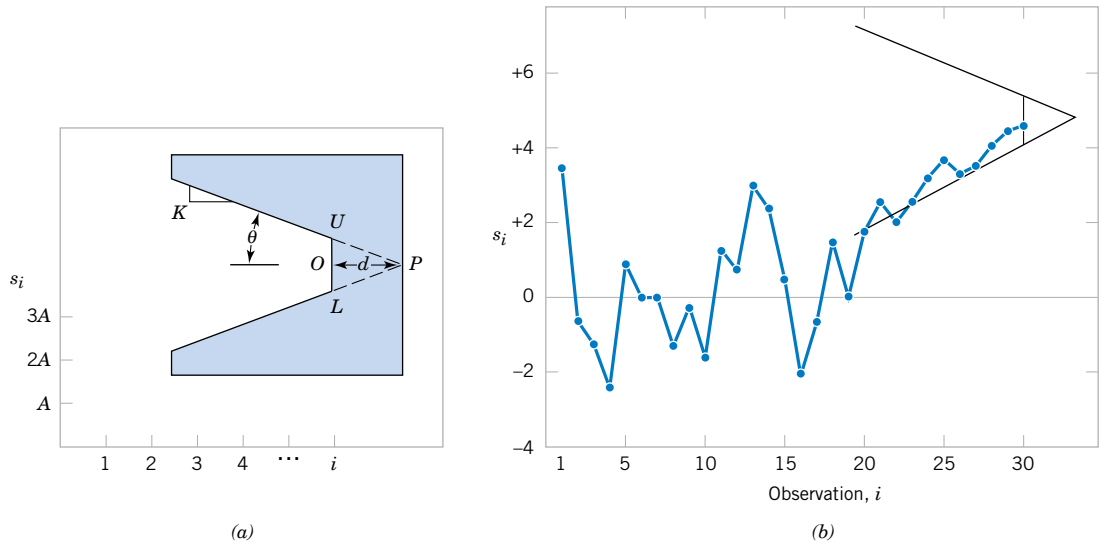 K
U
θ
O
d
P
L
s_i
3A
2A
A
1 2 3 4 ... i
(a)
+6
+4
+2
s_i
0
−2
−4
1 5 10 15 20 25 30
Observation, i
(b)